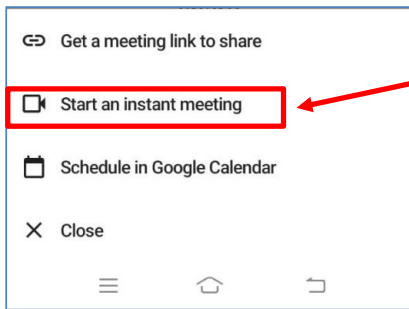 Get a meeting link to share
Start an instant meeting
Schedule in Google Calendar
Close